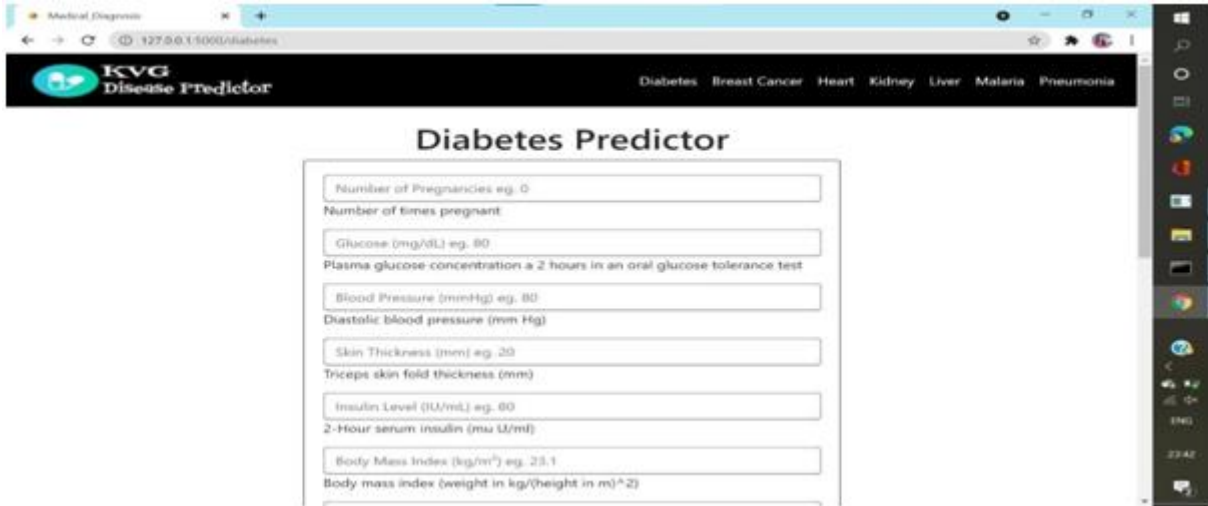 Medical_Diagnosis
127.0.0.1:5000/diabetes
KVG
Disease Predictor
Diabetes Breast Cancer Heart Kidney Liver Malaria Pneumonia
Diabetes Predictor
Number of Pregnancies eg. 0
Number of times pregnant
Glucose (mg/dL) eg. 80
Plasma glucose concentration a 2 hours in an oral glucose tolerance test
Blood Pressure (mmHg) eg. 80
Diastolic blood pressure (mm Hg)
Skin Thickness (mm) eg. 20
Triceps skin fold thickness (mm)
Insulin Level (IU/mL) eg. 80
2-Hour serum insulin (mu U/ml)
Body Mass Index (kg/m²) eg. 23.1
Body mass index (weight in kg/(height in m)^2)
ENG
23:42